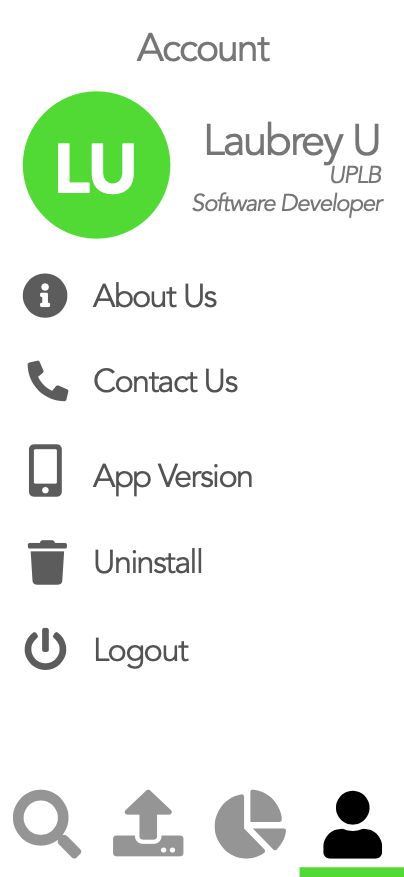 Account
LU
Laubrey U
UPLB
Software Developer
About Us
Contact Us
App Version
Uninstall
Logout